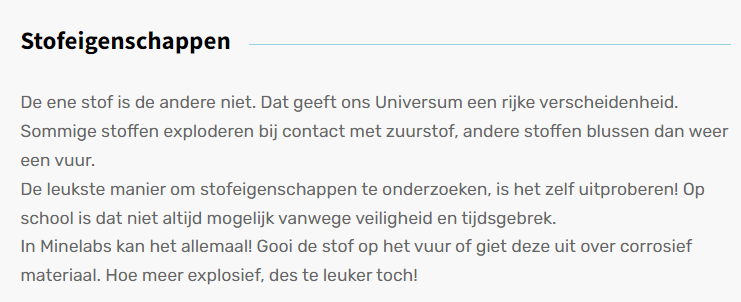 Stofeigenschappen
De ene stof is de andere niet. Dat geeft ons Universum een rijke verscheidenheid.
Sommige stoffen exploderen bij contact met zuurstof, andere stoffen blussen dan weer
een vuur.
De leukste manier om stofeigenschappen te onderzoeken, is het zelf uitproberen! Op
school is dat niet altijd mogelijk vanwege veiligheid en tijdsgebrek.
In Minelabs kan het allemaal! Gooi de stof op het vuur of giet deze uit over corrosief
materiaal. Hoe meer explosief, des te leuker toch!